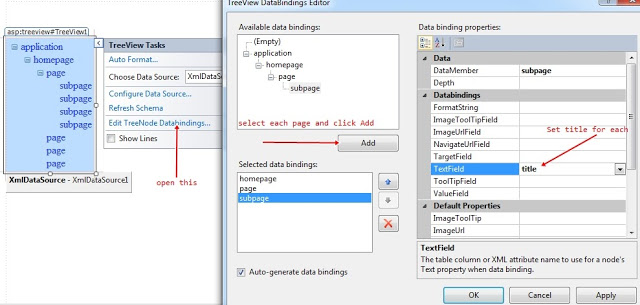 asp:treeview#TreeView1
application
homepage
page
subpage
subpage
subpage
subpage
page
page
page
XmlDataSource - XmlDataSource1
TreeView Tasks
Auto Format...
Choose Data Source: XmlDataSource
Configure Data Source...
Refresh Schema
Edit TreeNode Databindings...
Show Lines
open this
TreeView DataBindings Editor
Available data bindings:
(Empty)
application
homepage
page
subpage
select each page and click Add
Add
Selected data bindings:
homepage
page
subpage
Auto-generate data bindings
Data binding properties:
Data
DataMember subpage
Depth
Databindings
FormatString
ImageToolTipField
ImageUrlField
NavigateUrlField
TargetField
TextField title
ToolTipField
ValueField
Default Properties
ImageToolTip
ImageUrl
Set title for each
TextField
The table column or XML attribute name to use for a node's
Text property when data binding.
OK Cancel Apply